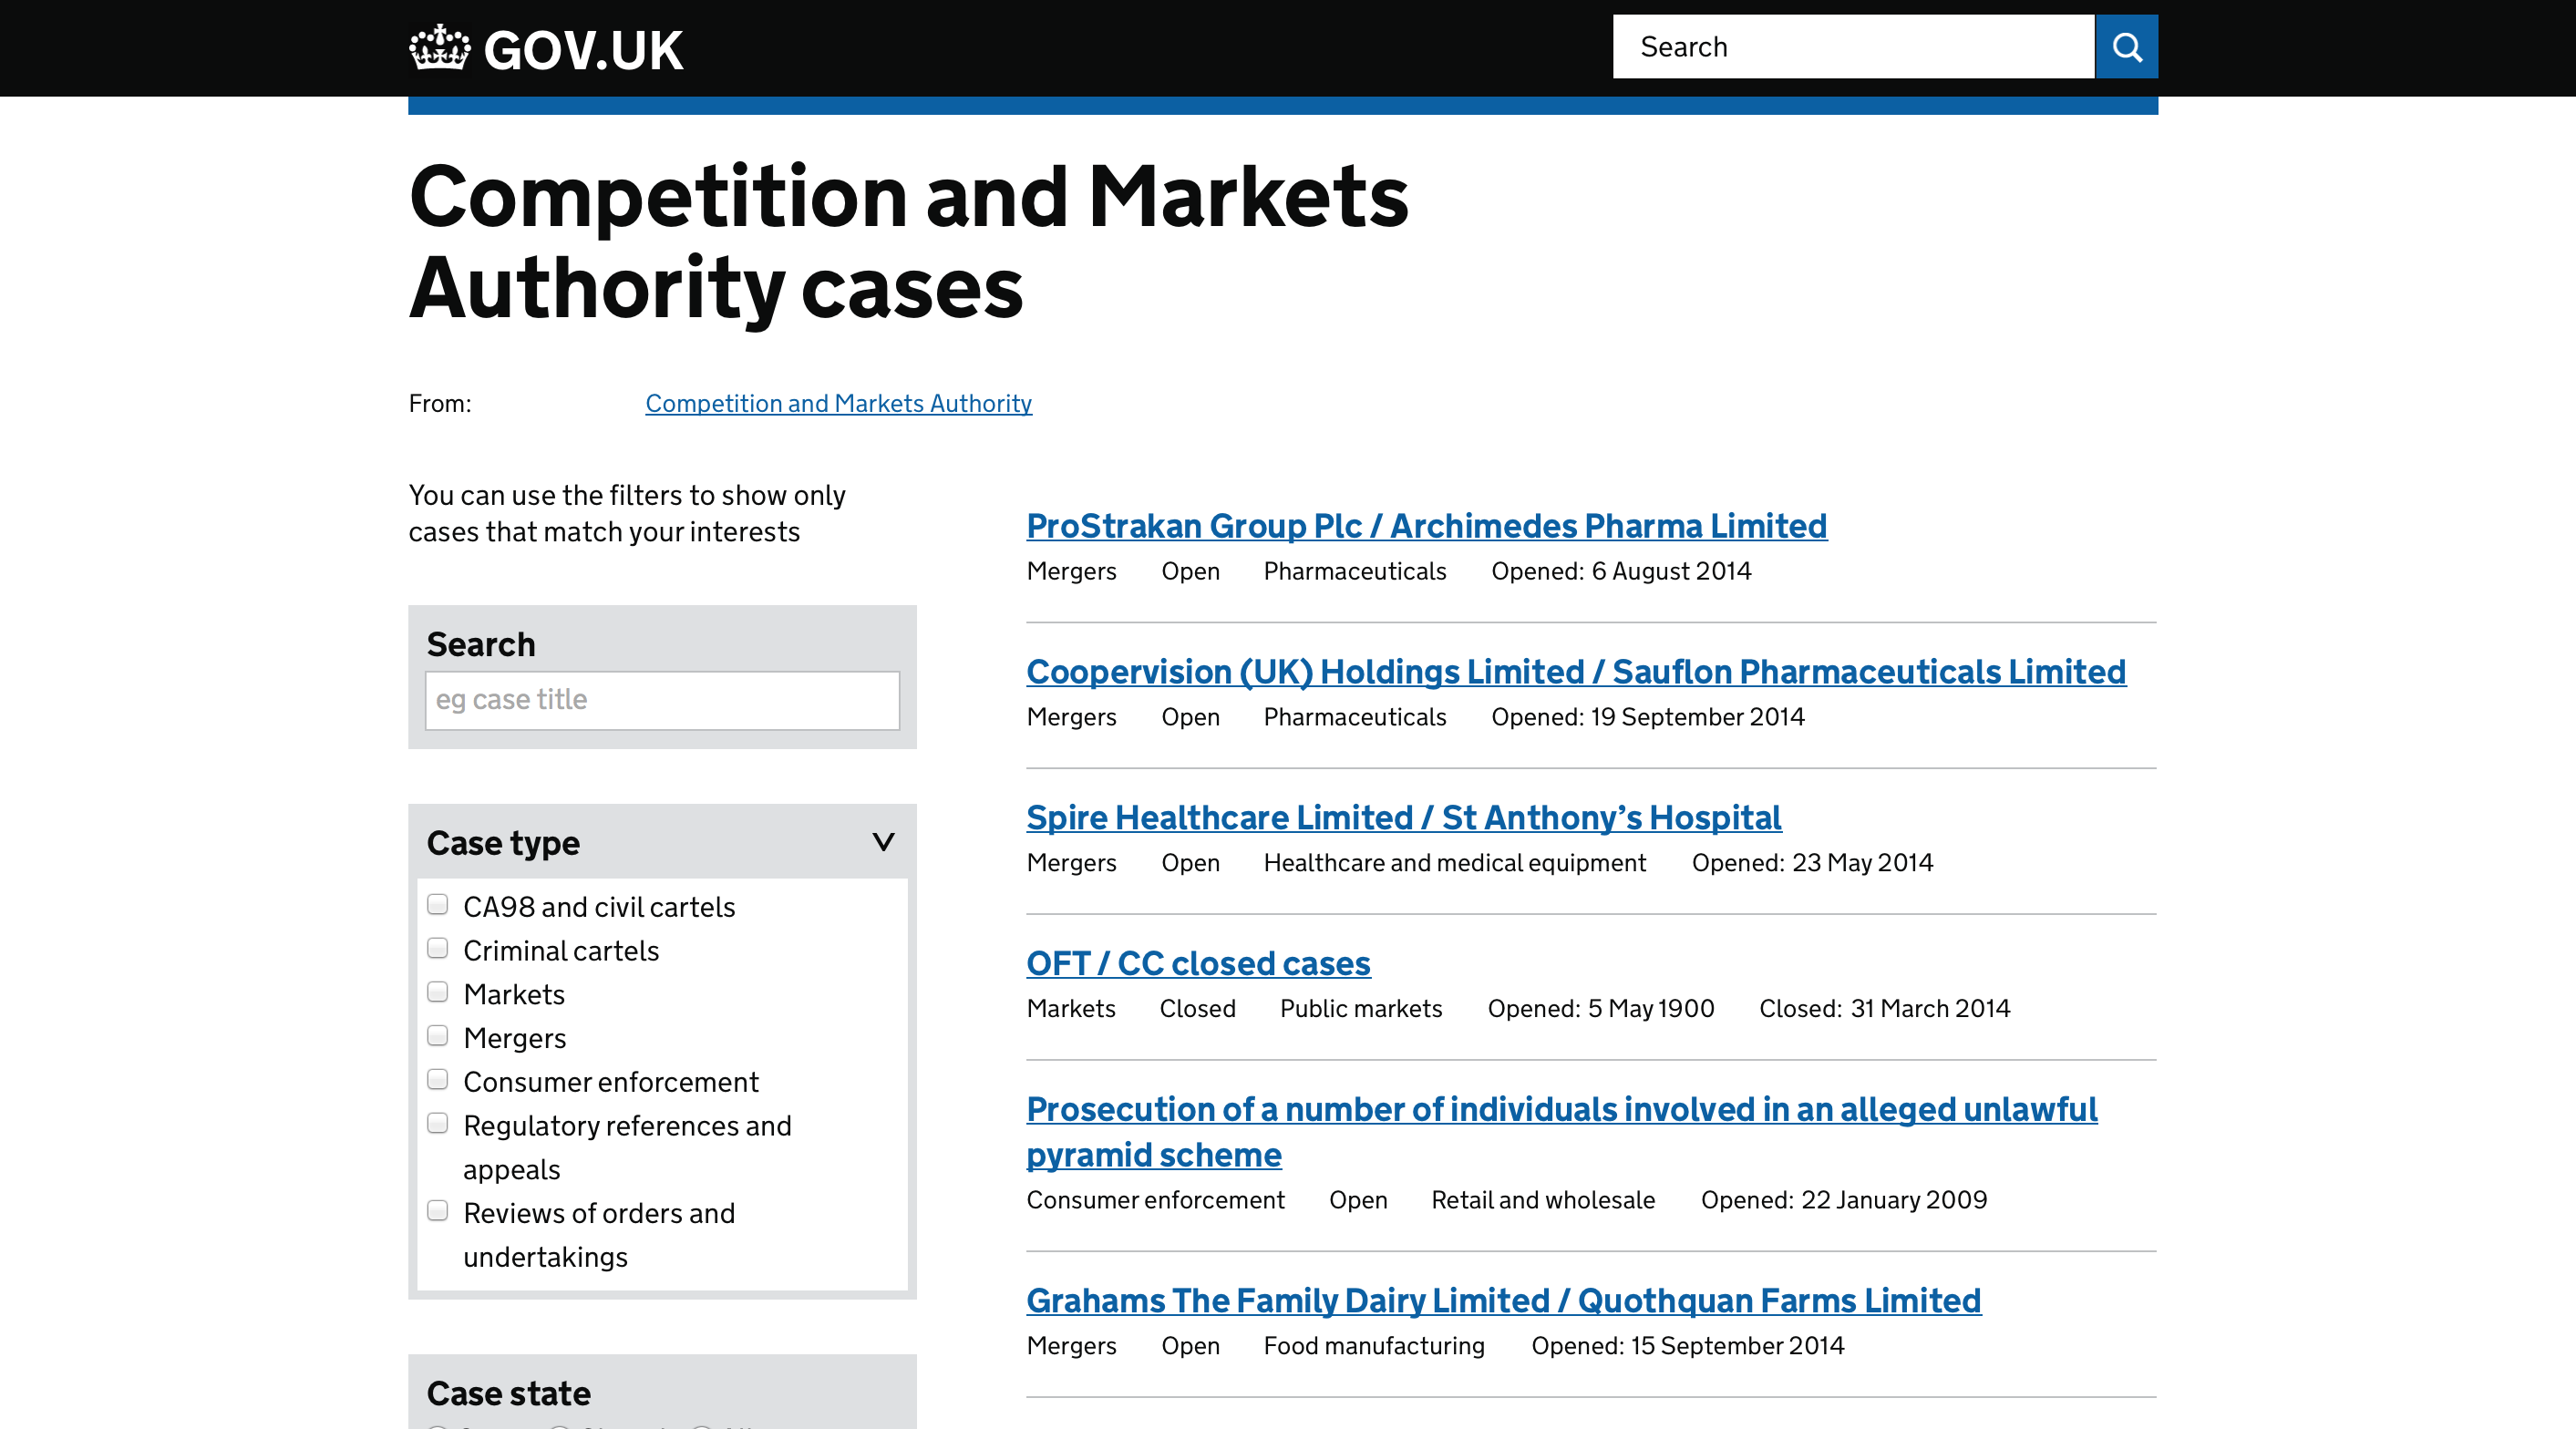 GOV.UK
Search
Competition and Markets
Authority cases
From: Competition and Markets Authority
You can use the filters to show only
cases that match your interests
Search
eg case title
Case type
CA98 and civil cartels
Criminal cartels
Markets
Mergers
Consumer enforcement
Regulatory references and
appeals
Reviews of orders and
undertakings
Case state
ProStrakan Group Plc / Archimedes Pharma Limited
Mergers Open Pharmaceuticals Opened: 6 August 2014
Coopervision (UK) Holdings Limited / Sauflon Pharmaceuticals Limited
Mergers Open Pharmaceuticals Opened: 19 September 2014
Spire Healthcare Limited / St Anthony’s Hospital
Mergers Open Healthcare and medical equipment Opened: 23 May 2014
OFT / CC closed cases
Markets Closed Public markets Opened: 5 May 1900 Closed: 31 March 2014
Prosecution of a number of individuals involved in an alleged unlawful
pyramid scheme
Consumer enforcement Open Retail and wholesale Opened: 22 January 2009
Grahams The Family Dairy Limited / Quothquan Farms Limited
Mergers Open Food manufacturing Opened: 15 September 2014